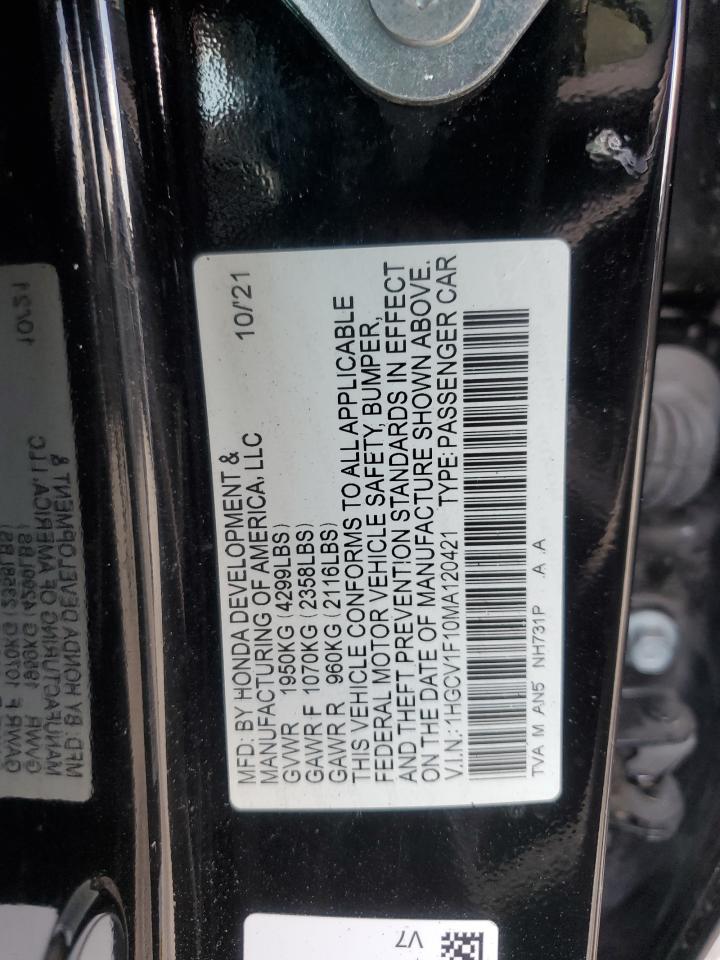 MFD: BY HONDA DEVELOPMENT & 10/'21
MANUFACTURING OF AMERICA, LLC
GVWR 1950KG (4299LBS)
GAWR F 1070KG (2358LBS)
GAWR R 960KG (2116LBS)
THIS VEHICLE CONFORMS TO ALL APPLICABLE
FEDERAL MOTOR VEHICLE SAFETY, BUMPER,
AND THEFT PREVENTION STANDARDS IN EFFECT
ON THE DATE OF MANUFACTURE SHOWN ABOVE.
V.I.N.: 1HGCV1F10MA120421 TYPE: PASSENGER CAR
TVA M AN5 NH731P A .A
V7